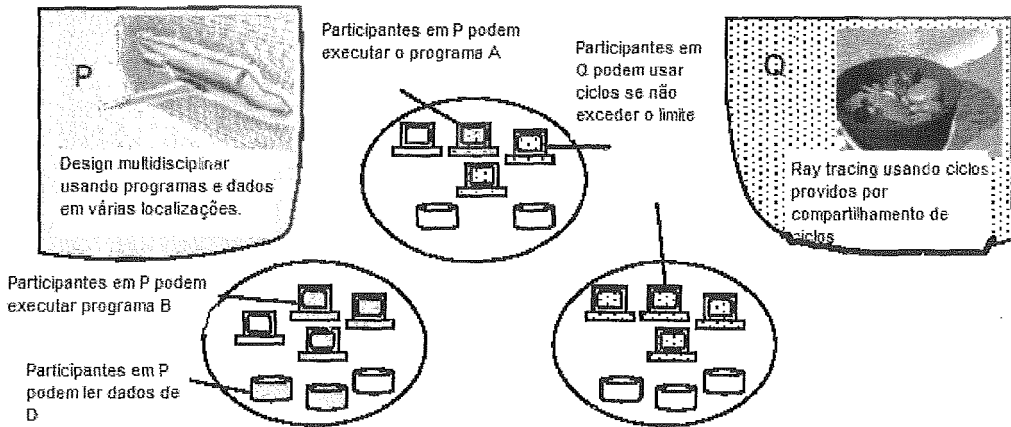 P
Design multidisciplinar
usando programas e dados
em várias localizações.
Participantes em P podem
executar o programa A
Participantes em
Q podem usar
ciclos se não
exceder o limite
Q
Ray tracing usando ciclos
providos por
compartilhamento de
ciclos
Participantes em P podem
executar programa B
Participantes em P
podem ler dados de
D